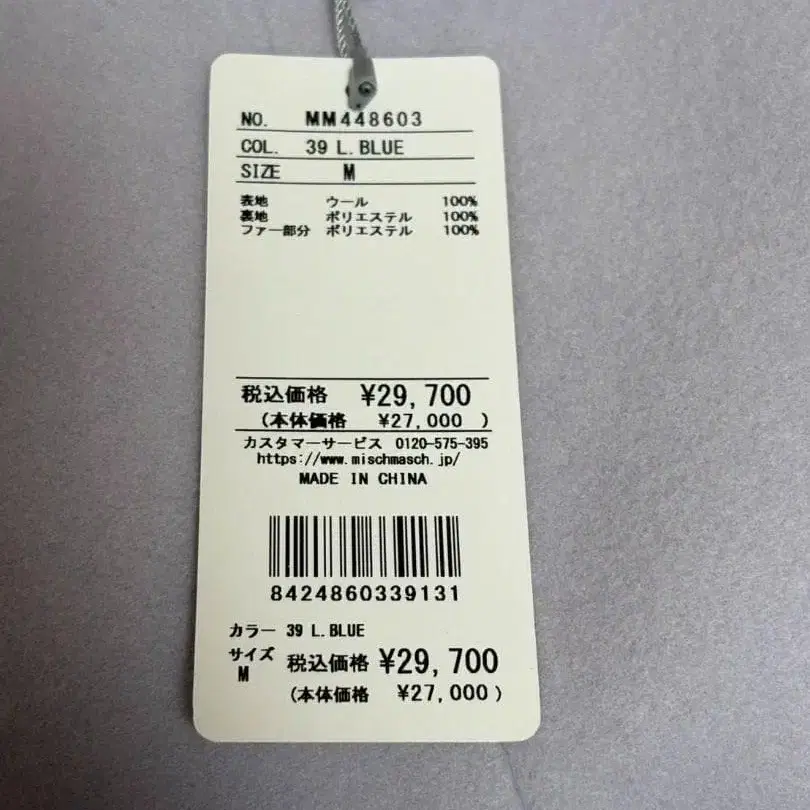 NO. MM448603
COL. 39 L.BLUE
SIZE M
表地 ウール 100%
裏地 ポリエステル 100%
ファー部分 ポリエステル 100%
税込価格 ¥29,700
(本体価格 ¥27,000 )
カスタマーサービス 0120-575-395
https://www.mischmasch.jp/
MADE IN CHINA
8424860339131
カラー 39 L.BLUE
サイズ M 税込価格 ¥29,700
(本体価格 ¥27,000)